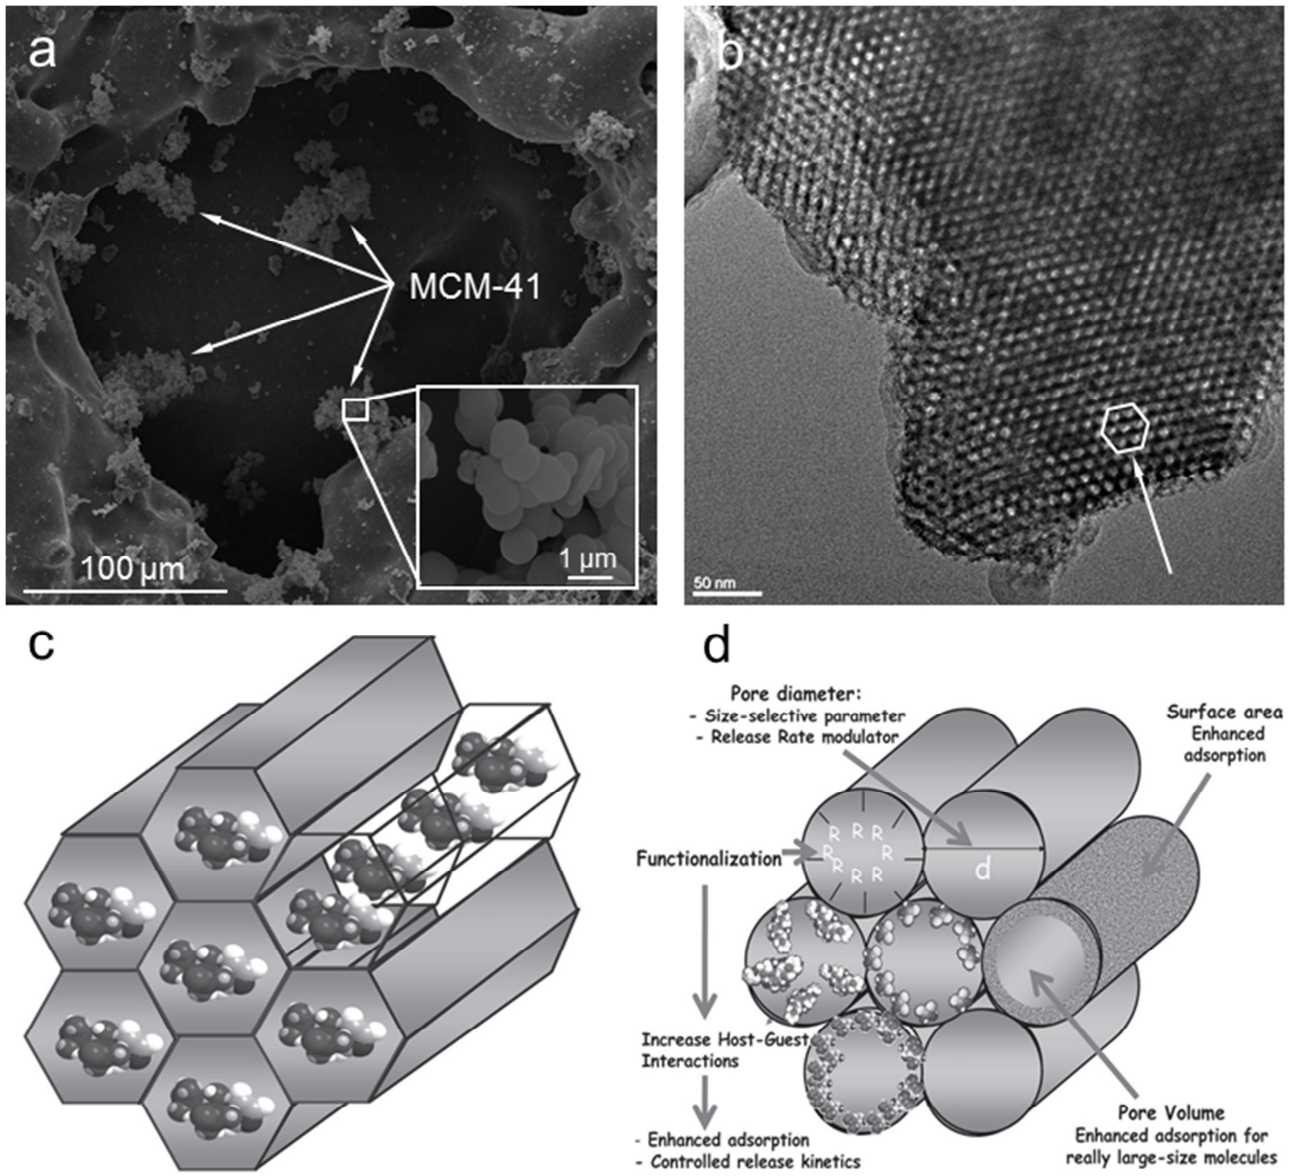 a
MCM-41
100 µm
1 µm
b
50 nm
c
d
Pore diameter:
- Size-selective parameter
- Release Rate modulator
Surface area
Enhanced
adsorption
Functionalization
R R R
R R
R R R
d
Increase Host-Guest
Interactions
- Enhanced adsorption
- Controlled release kinetics
Pore Volume
Enhanced adsorption for
really large-size molecules